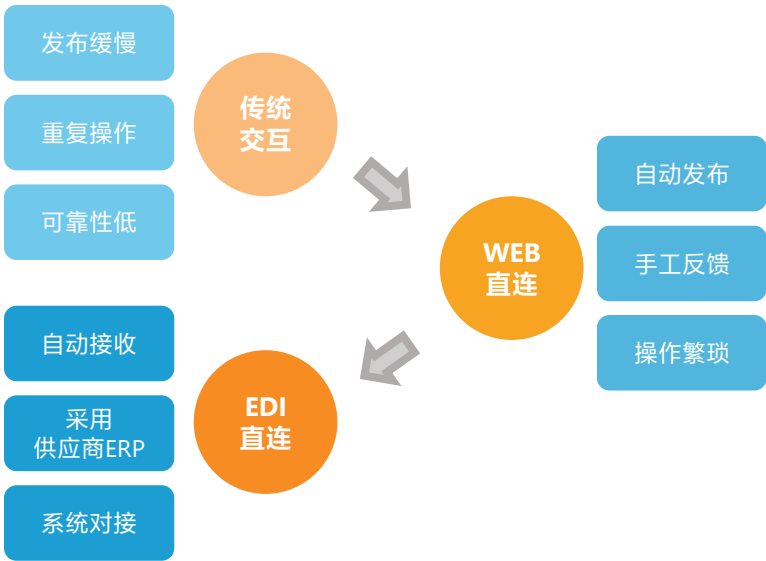 发布缓慢
重复操作
可靠性低
传统
交互
WEB
直连
自动发布
手工反馈
操作繁琐
EDI
直连
自动接收
采用
供应商ERP
系统对接